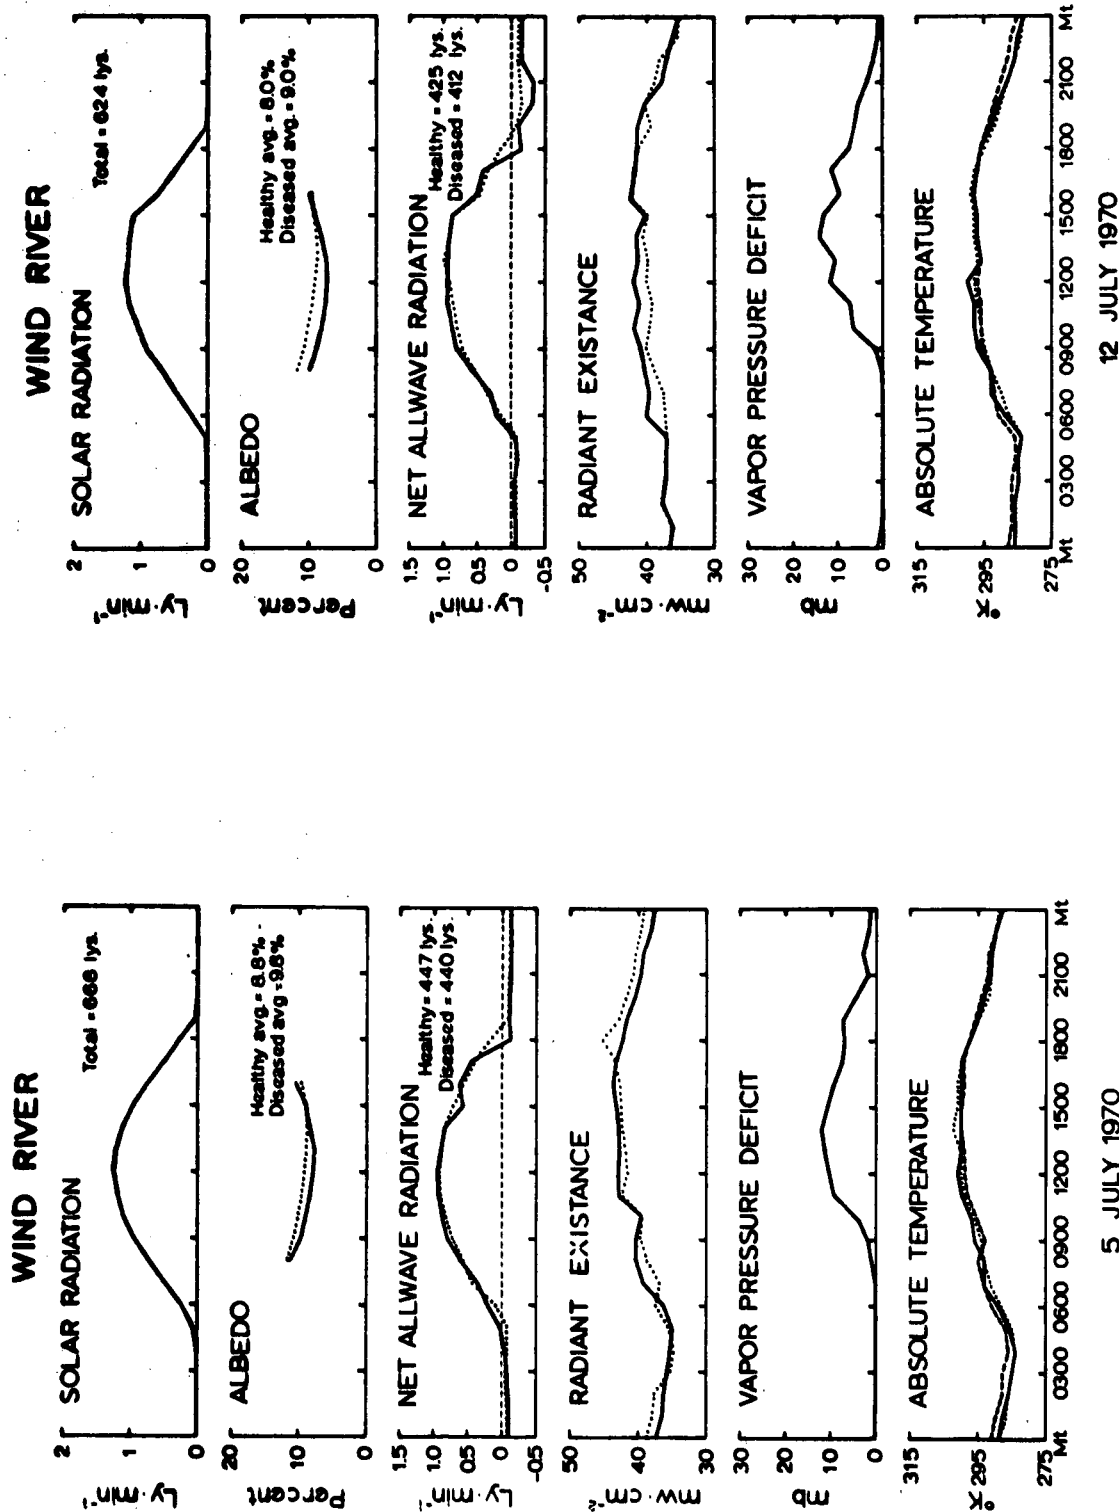 WIND RIVER
SOLAR RADIATION
Total = 668 lys.
2
1
0
Ly·min⁻¹
ALBEDO
Healthy avg. = 8.8%
Diseased avg = 9.8%
20
10
0
Percent
NET ALLWAVE RADIATION
Healthy = 447 lys.
Diseased = 440 lys.
1.5
1.0
0.5
0
-0.5
Ly·min⁻¹
RADIANT EXISTANCE
50
40
30
mw·cm⁻²
VAPOR PRESSURE DEFICIT
30
20
10
0
mb
ABSOLUTE TEMPERATURE
315
295
275
°K
Mt 0300 0600 0900 1200 1500 1800 2100 Mt
5 JULY 1970
WIND RIVER
SOLAR RADIATION
Total = 624 lys.
2
1
0
Ly·min⁻¹
ALBEDO
Healthy avg. = 8.0%
Diseased avg. = 9.0%
20
10
0
Percent
NET ALLWAVE RADIATION
Healthy = 425 lys.
Diseased = 412 lys.
1.5
1.0
0.5
0
-0.5
Ly·min⁻¹
RADIANT EXISTANCE
50
40
30
mw·cm⁻²
VAPOR PRESSURE DEFICIT
30
20
10
0
mb
ABSOLUTE TEMPERATURE
315
295
275
°K
Mt 0300 0600 0900 1200 1500 1800 2100 Mt
12 JULY 1970